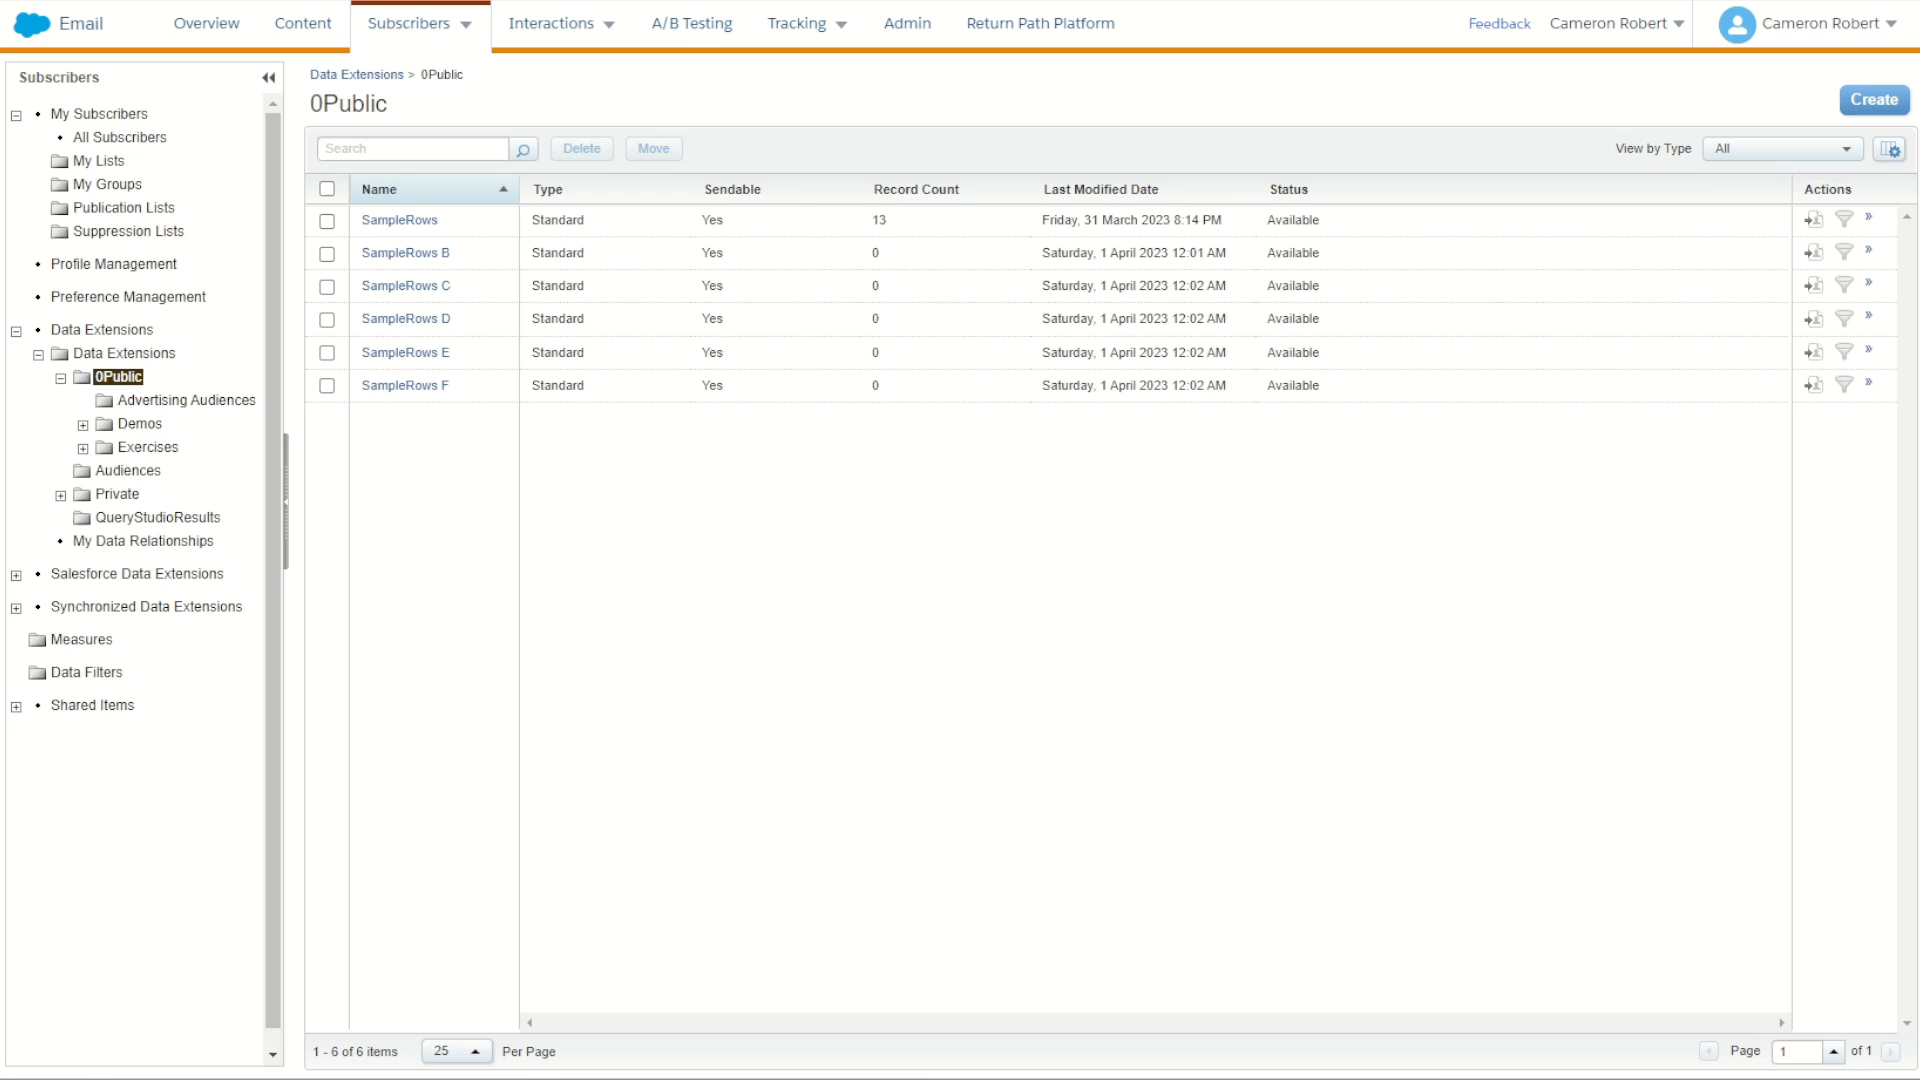 Email
Overview
Content
Subscribers
Interactions
A/B Testing
Tracking
Admin
Return Path Platform
Feedback
Cameron Robert
Cameron Robert
Subscribers
My Subscribers
All Subscribers
My Lists
My Groups
Publication Lists
Suppression Lists
Profile Management
Preference Management
Data Extensions
Data Extensions
0Public
Advertising Audiences
Demos
Exercises
Audiences
Private
QueryStudioResults
My Data Relationships
Salesforce Data Extensions
Synchronized Data Extensions
Measures
Data Filters
Shared Items
Data Extensions > 0Public
0Public
Create
Search
Delete
Move
View by Type
All
Name Type Sendable Record Count Last Modified Date Status Actions
SampleRows Standard Yes 13 Friday, 31 March 2023 8:14 PM Available
SampleRows B Standard Yes 0 Saturday, 1 April 2023 12:01 AM Available
SampleRows C Standard Yes 0 Saturday, 1 April 2023 12:02 AM Available
SampleRows D Standard Yes 0 Saturday, 1 April 2023 12:02 AM Available
SampleRows E Standard Yes 0 Saturday, 1 April 2023 12:02 AM Available
SampleRows F Standard Yes 0 Saturday, 1 April 2023 12:02 AM Available
1 - 6 of 6 items
25
Per Page
Page
1
of 1